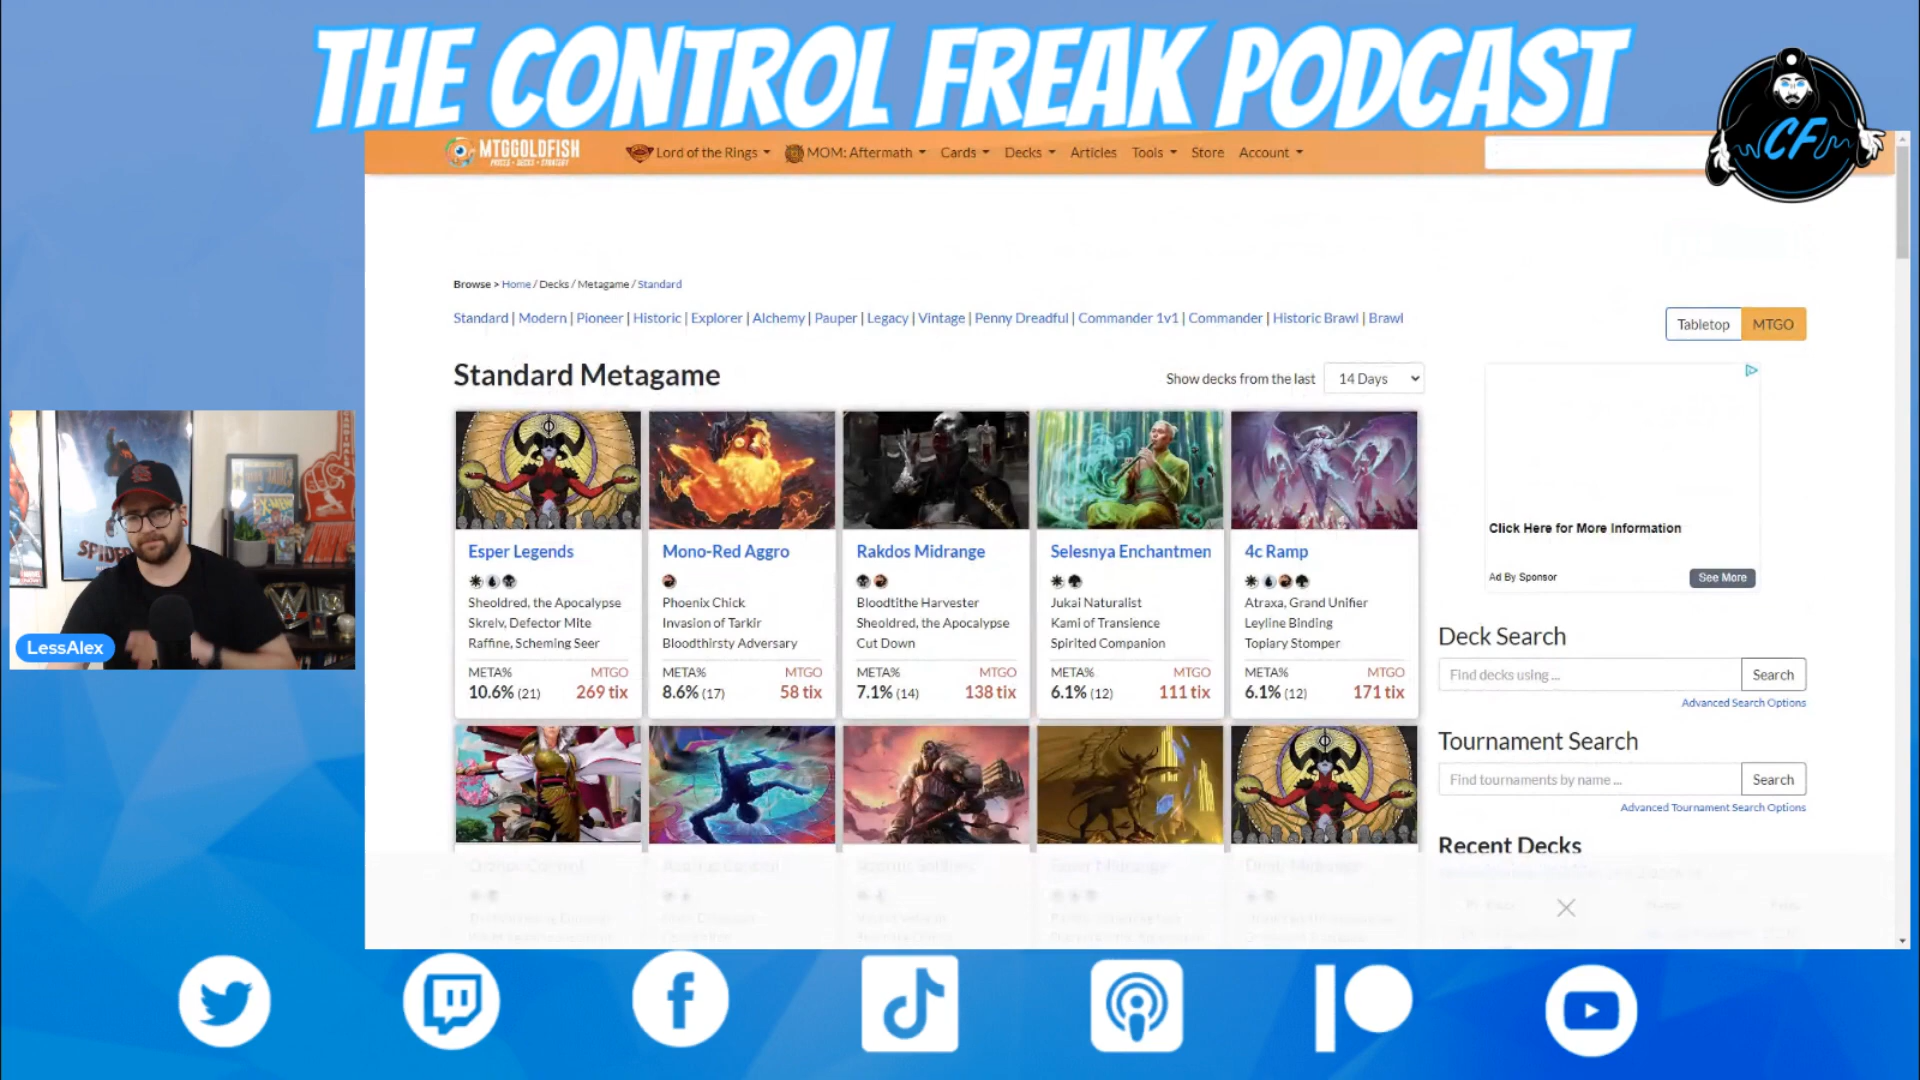 THE CONTROL FREAK PODCAST
CF
MTGGOLDFISH
PRICES • DECKS • STRATEGY
Lord of the Rings
MOM: Aftermath
Cards
Decks
Articles
Tools
Store
Account
Browse > Home / Decks / Metagame / Standard
Standard | Modern | Pioneer | Historic | Explorer | Alchemy | Pauper | Legacy | Vintage | Penny Dreadful | Commander 1v1 | Commander | Historic Brawl | Brawl
Tabletop
MTGO
Standard Metagame
Show decks from the last
14 Days
Esper Legends
Sheoldred, the Apocalypse
Skrelv, Defector Mite
Raffine, Scheming Seer
META%
MTGO
10.6% (21)
269 tix
Mono-Red Aggro
Phoenix Chick
Invasion of Tarkir
Bloodthirsty Adversary
META%
MTGO
8.6% (17)
58 tix
Rakdos Midrange
Bloodtithe Harvester
Sheoldred, the Apocalypse
Cut Down
META%
MTGO
7.1% (14)
138 tix
Selesnya Enchantmen
Jukai Naturalist
Kami of Transience
Spirited Companion
META%
MTGO
6.1% (12)
111 tix
4c Ramp
Atraxa, Grand Unifier
Leyline Binding
Topiary Stomper
META%
MTGO
6.1% (12)
171 tix
Click Here for More Information
Ad By Sponsor
See More
Deck Search
Find decks using ...
Search
Advanced Search Options
Tournament Search
Find tournaments by name ...
Search
Advanced Tournament Search Options
Recent Decks
LessAlex